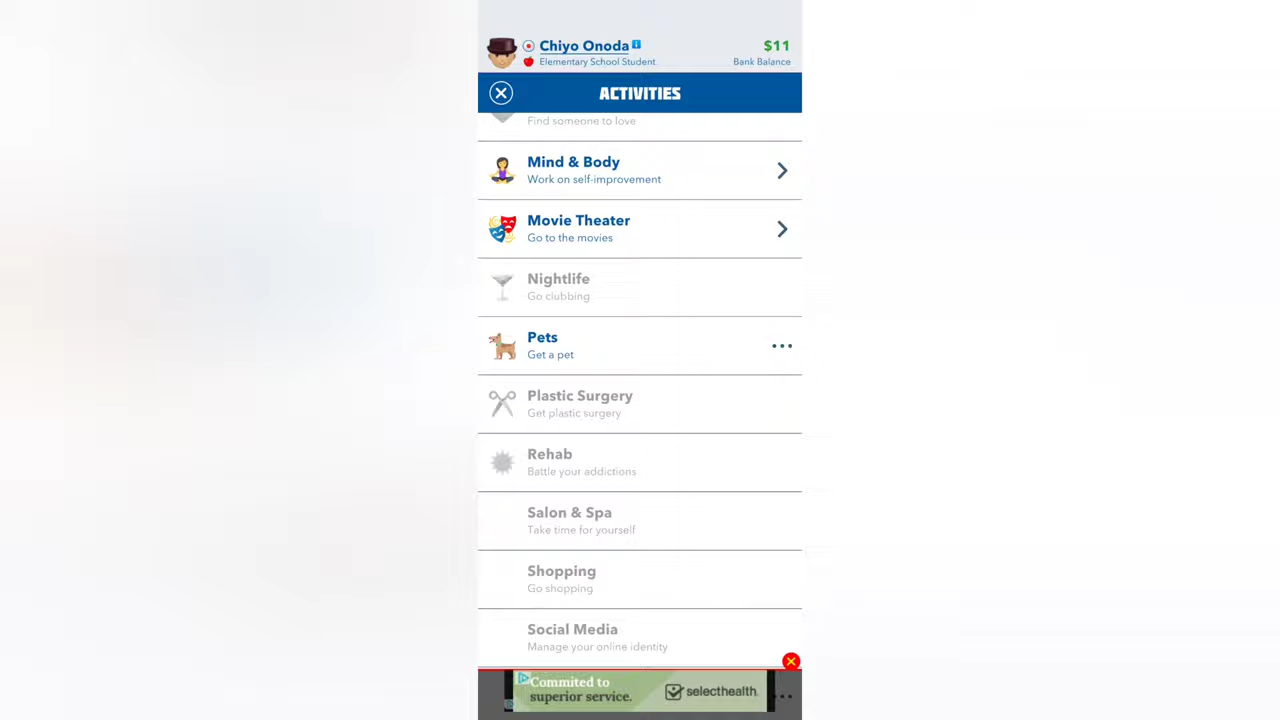 Chiyo Onoda
$11
Elementary School Student
Bank Balance
ACTIVITIES
Find someone to love
Mind & Body
Work on self-improvement
Movie Theater
Go to the movies
Nightlife
Go clubbing
Pets
Get a pet
Plastic Surgery
Get plastic surgery
Rehab
Battle your addictions
Salon & Spa
Take time for yourself
Shopping
Go shopping
Social Media
Manage your online identity
Commited to
superior service.
selecthealth.